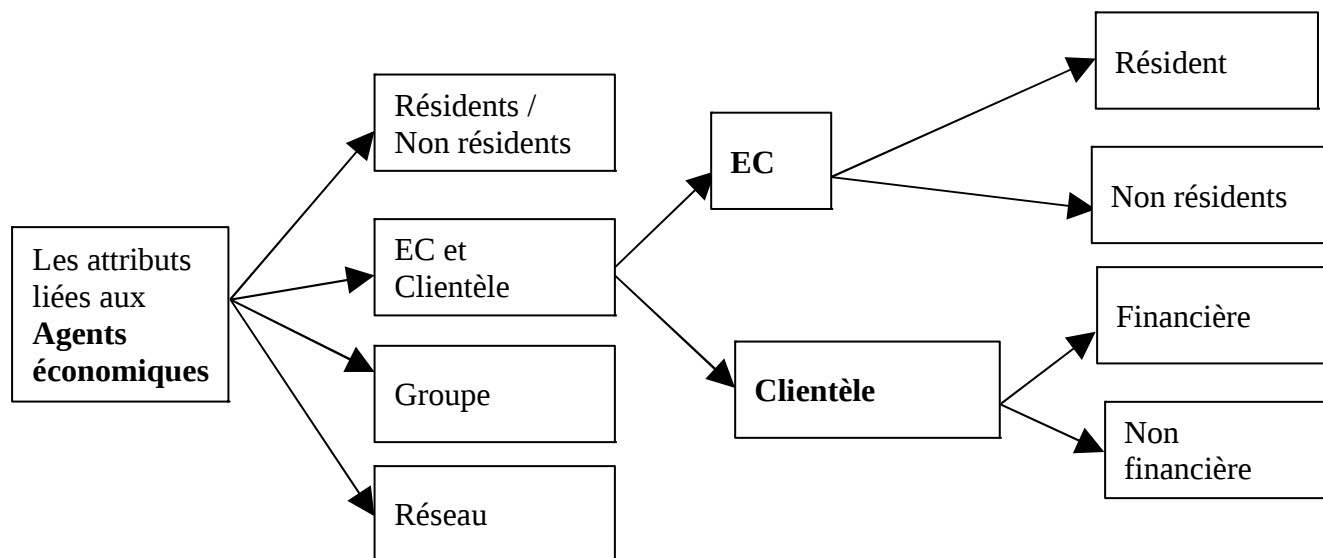 Les attributs
liées aux
Agents
économiques
Résidents /
Non résidents
EC et
Clientèle
Groupe
Réseau
EC
Clientèle
Résident
Non résidents
Financière
Non
financière